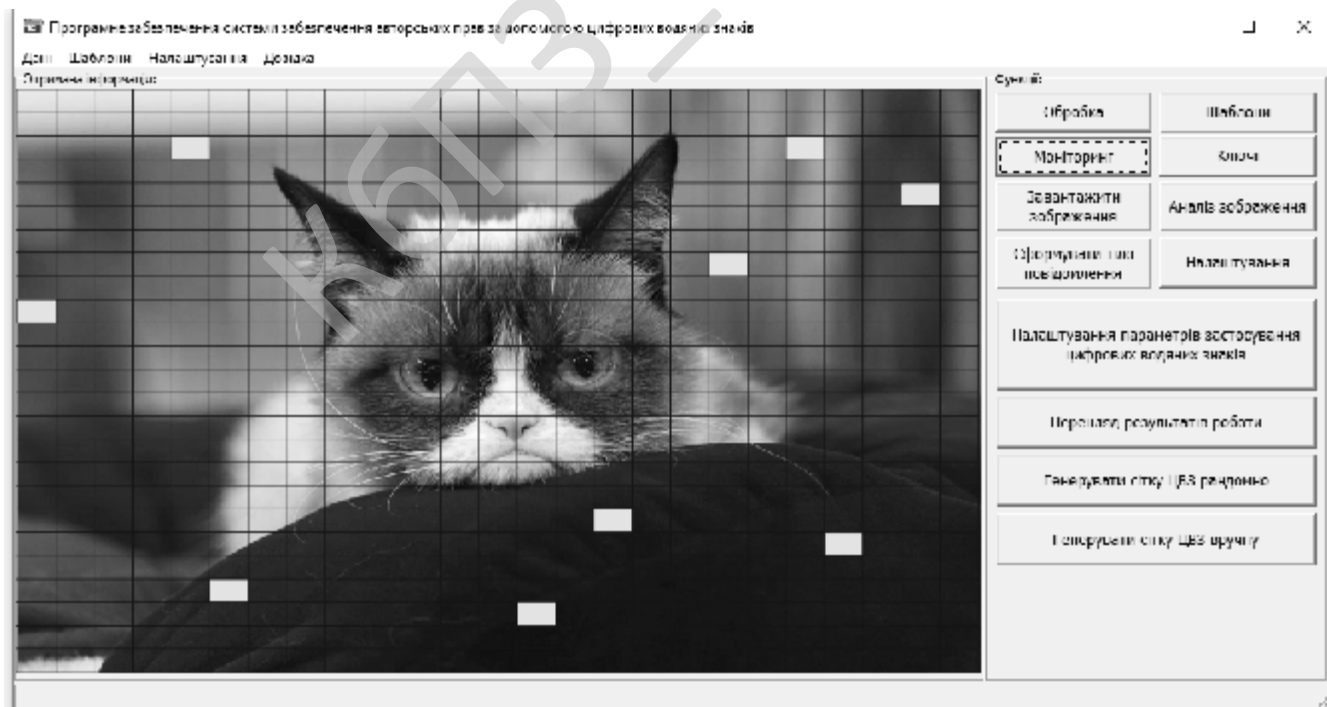 Програмне забезпечення системи забезпечення авторських прав за допомогою цифрових водяних знаків
Дані Шаблони Налаштування Довідка
Отримана інформація:
Функції:
Обробка
Шаблони
Моніторинг
Ключі
Завантажити
зображення
Аналіз зображення
Сформувати тіло
повідомлення
Налаштування
Налаштування параметрів застосування
цифрових водяних знаків
Перегляд результатів роботи
Генерувати сітку ЦВЗ рандомно
Генерувати сітку ЦВЗ вручну
КбПЗ_